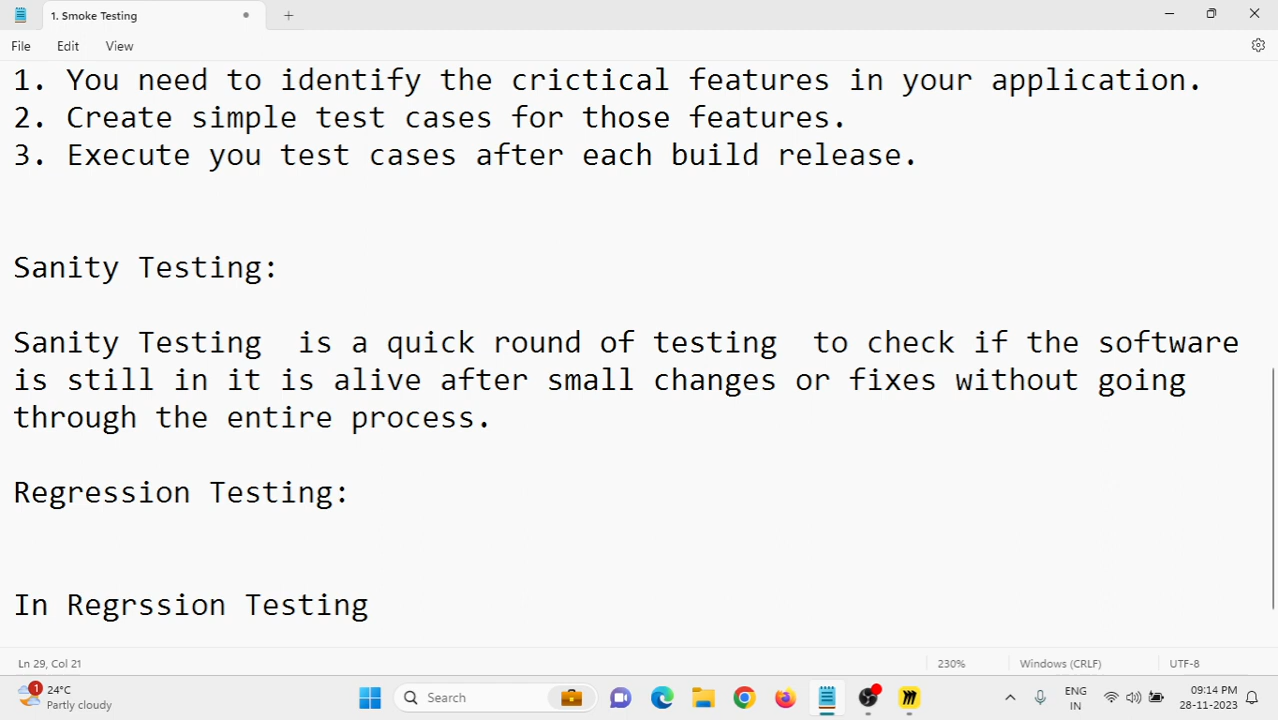 1. Smoke Testing
File Edit View
1. You need to identify the crictical features in your application.
2. Create simple test cases for those features.
3. Execute you test cases after each build release.
Sanity Testing:
Sanity Testing  is a quick round of testing  to check if the software
is still in it is alive after small changes or fixes without going
through the entire process.
Regression Testing:
In Regrssion Testing
Ln 29, Col 21 230% Windows (CRLF) UTF-8
1 24°C
Partly cloudy
Search
ENG
IN
09:14 PM
28-11-2023